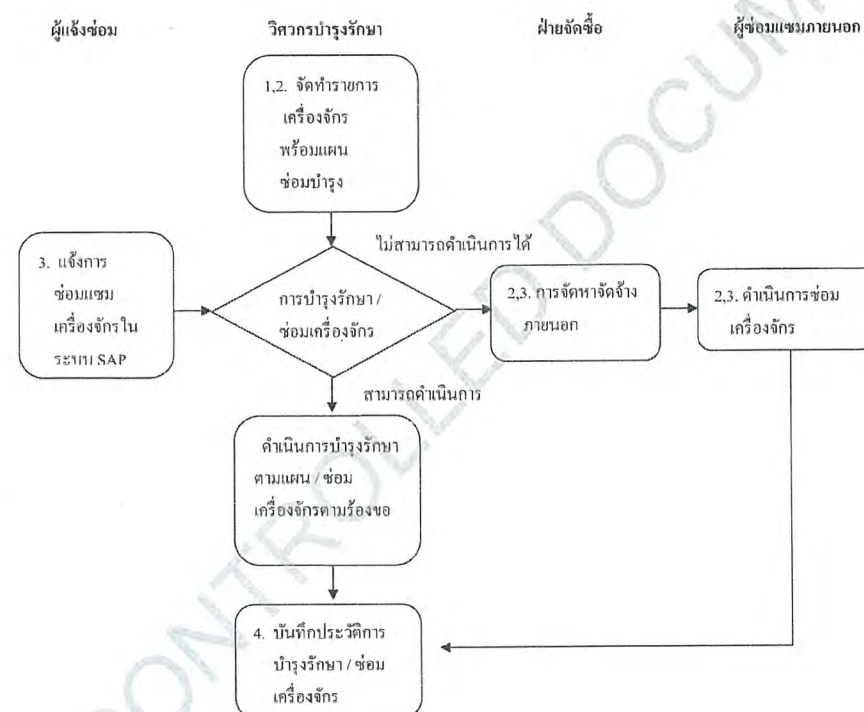 ผู้แจ้งซ่อม
วิศวกรบำรุงรักษา
ฝ่ายจัดซื้อ
ผู้ซ่อมแซมภายนอก
1,2. จัดทำรายการ
เครื่องจักร
พร้อมแผน
ซ่อมบำรุง
ไม่สามารถดำเนินการได้
3. แจ้งการ
ซ่อมแซม
เครื่องจักรใน
ระบบ SAP
การบำรุงรักษา /
ซ่อมเครื่องจักร
2,3. การจัดหาจัดจ้าง
ภายนอก
2,3. ดำเนินการซ่อม
เครื่องจักร
สามารถดำเนินการ
ดำเนินการบำรุงรักษา
ตามแผน / ซ่อม
เครื่องจักรตามร้องขอ
4. บันทึกประวัติการ
บำรุงรักษา / ซ่อม
เครื่องจักร
CONTROLLED DOCUM